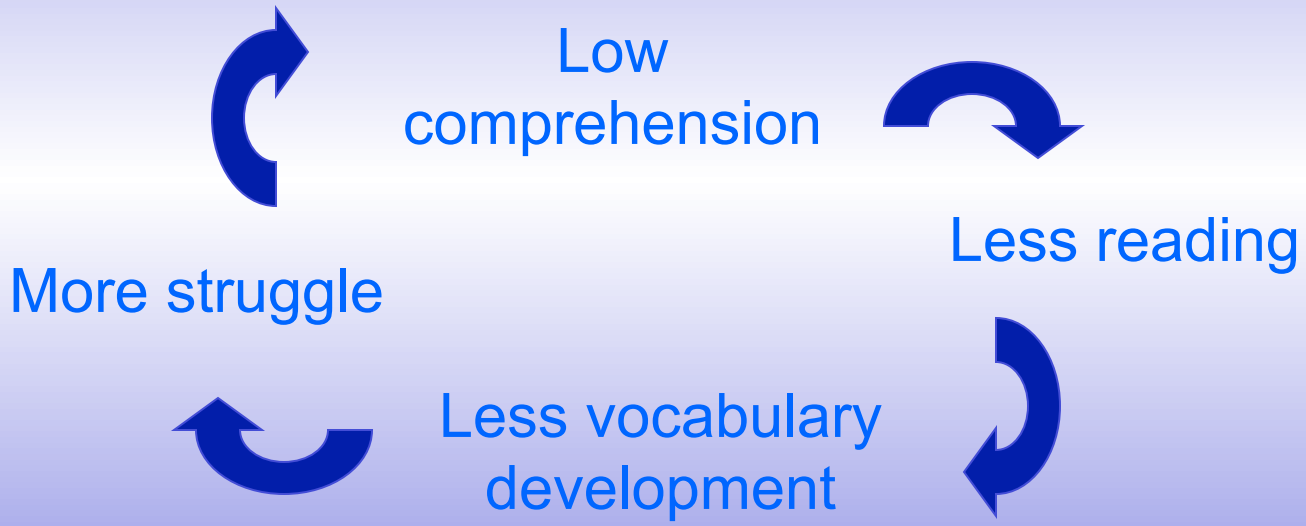 Low
comprehension
Less reading
More struggle
Less vocabulary
development